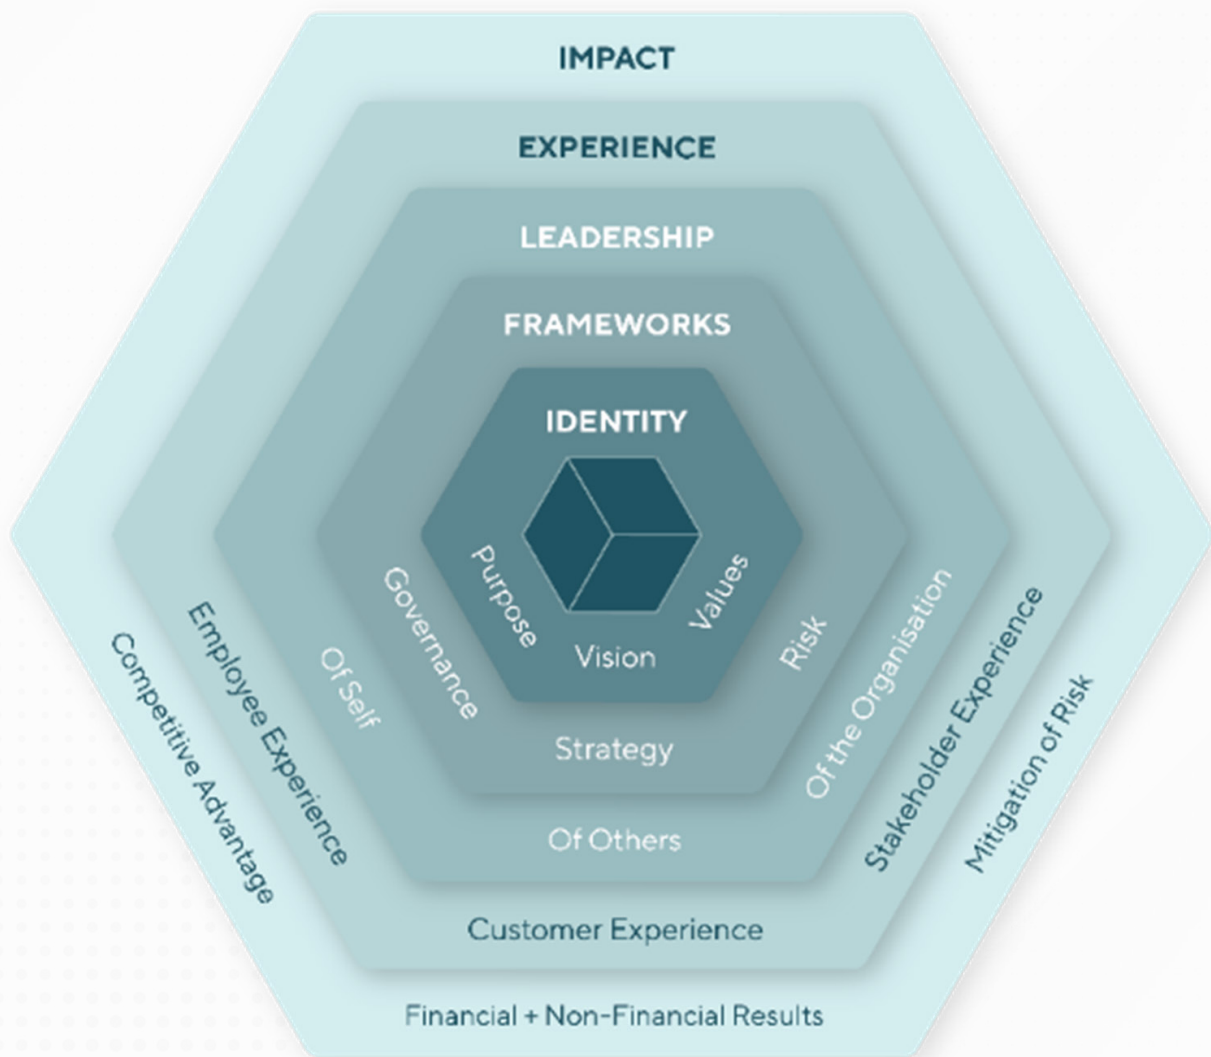 IMPACT
EXPERIENCE
LEADERSHIP
FRAMEWORKS
IDENTITY
Purpose
Vision
Values
Governance
Strategy
Risk
Of Self
Of Others
Of the Organisation
Employee Experience
Customer Experience
Stakeholder Experience
Competitive Advantage
Financial + Non-Financial Results
Mitigation of Risk